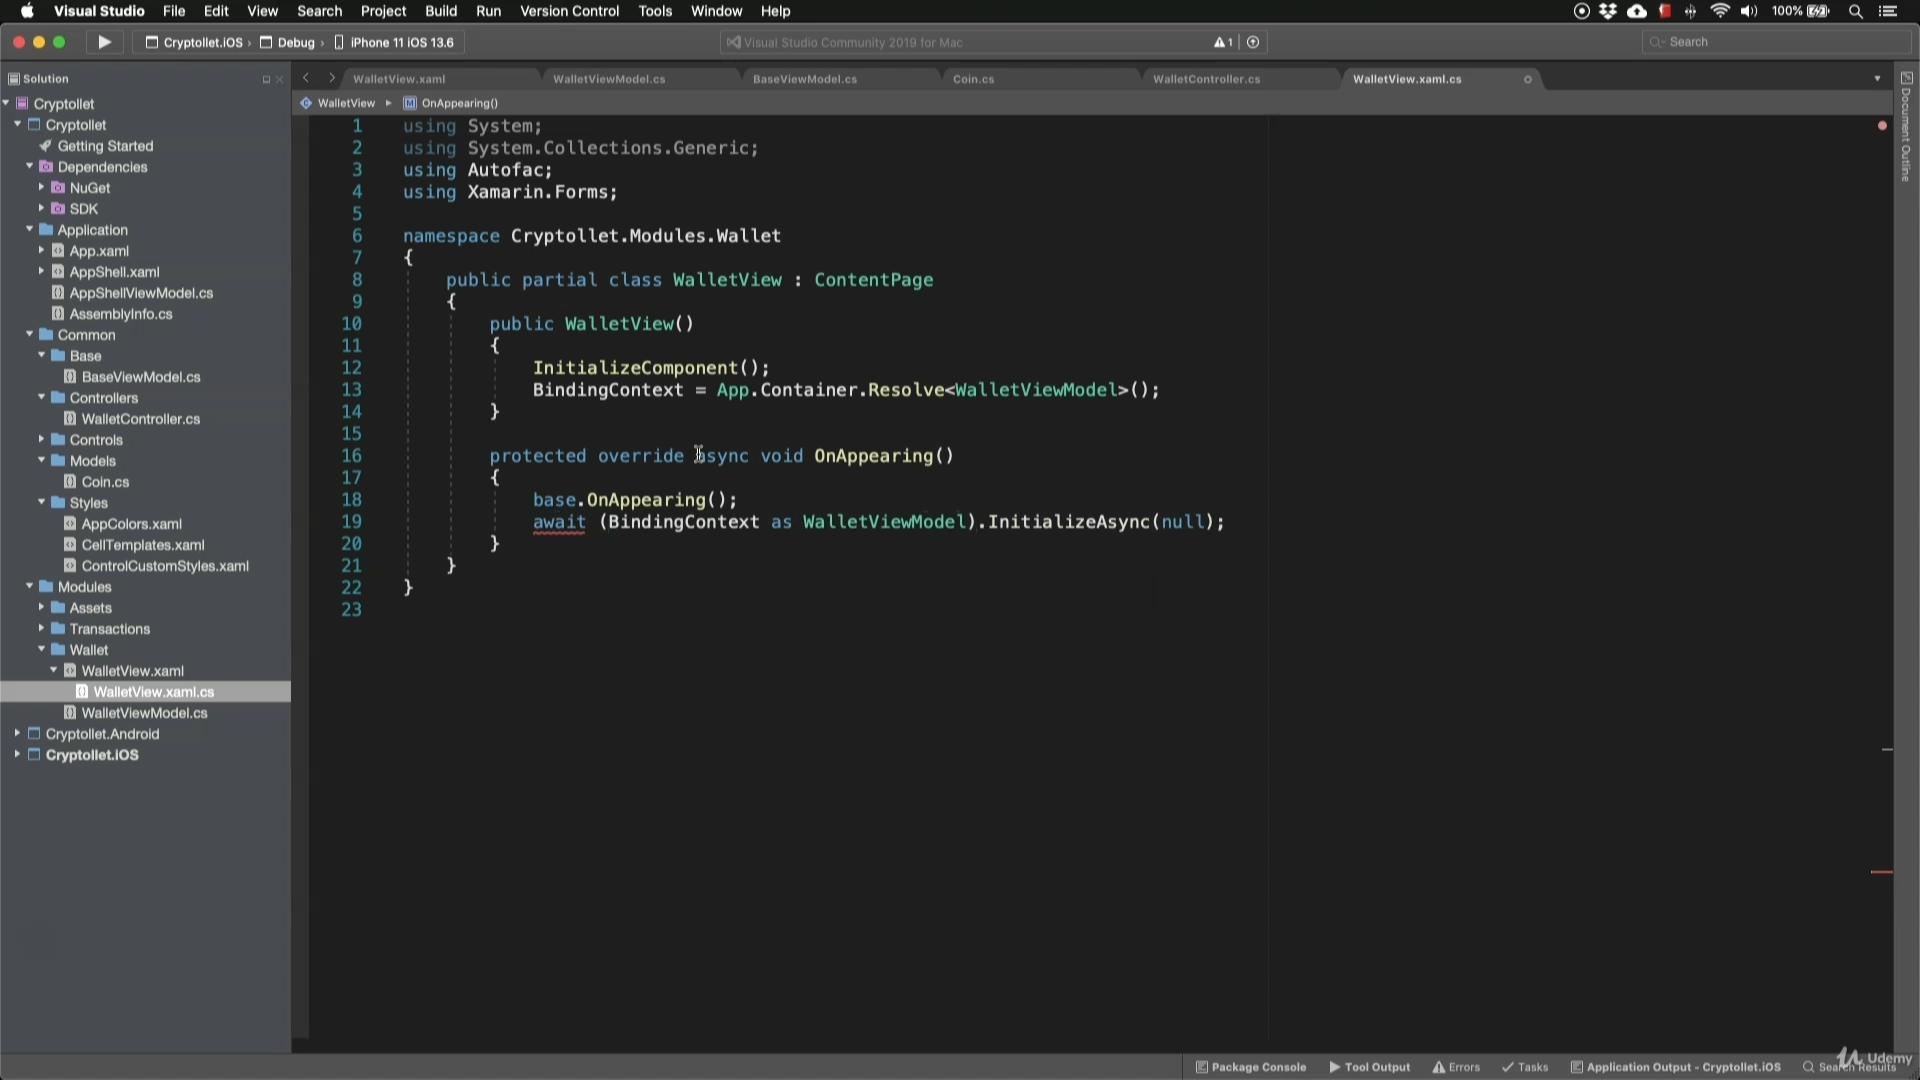 Visual Studio File Edit View Search Project Build Run Version Control Tools Window Help 100%
Cryptollet.iOS › Debug › iPhone 11 iOS 13.6 Visual Studio Community 2019 for Mac 1 Search
Solution
WalletView.xaml WalletViewModel.cs BaseViewModel.cs Coin.cs WalletController.cs WalletView.xaml.cs
WalletView ▸ M OnAppearing()
Cryptollet
Cryptollet
Getting Started
Dependencies
NuGet
SDK
Application
App.xaml
AppShell.xaml
AppShellViewModel.cs
AssemblyInfo.cs
Common
Base
BaseViewModel.cs
Controllers
WalletController.cs
Controls
Models
Coin.cs
Styles
AppColors.xaml
CellTemplates.xaml
ControlCustomStyles.xaml
Modules
Assets
Transactions
Wallet
WalletView.xaml
WalletView.xaml.cs
WalletViewModel.cs
Cryptollet.Android
Cryptollet.iOS
1 using System;
2 using System.Collections.Generic;
3 using Autofac;
4 using Xamarin.Forms;
5
6 namespace Cryptollet.Modules.Wallet
7 {
8 public partial class WalletView : ContentPage
9 {
10 public WalletView()
11 {
12 InitializeComponent();
13 BindingContext = App.Container.Resolve<WalletViewModel>();
14 }
15
16 protected override async void OnAppearing()
17 {
18 base.OnAppearing();
19 await (BindingContext as WalletViewModel).InitializeAsync(null);
20 }
21 }
22 }
23
Document Outline
Package Console Tool Output Errors Tasks Application Output - Cryptollet.iOS Search Results
Udemy